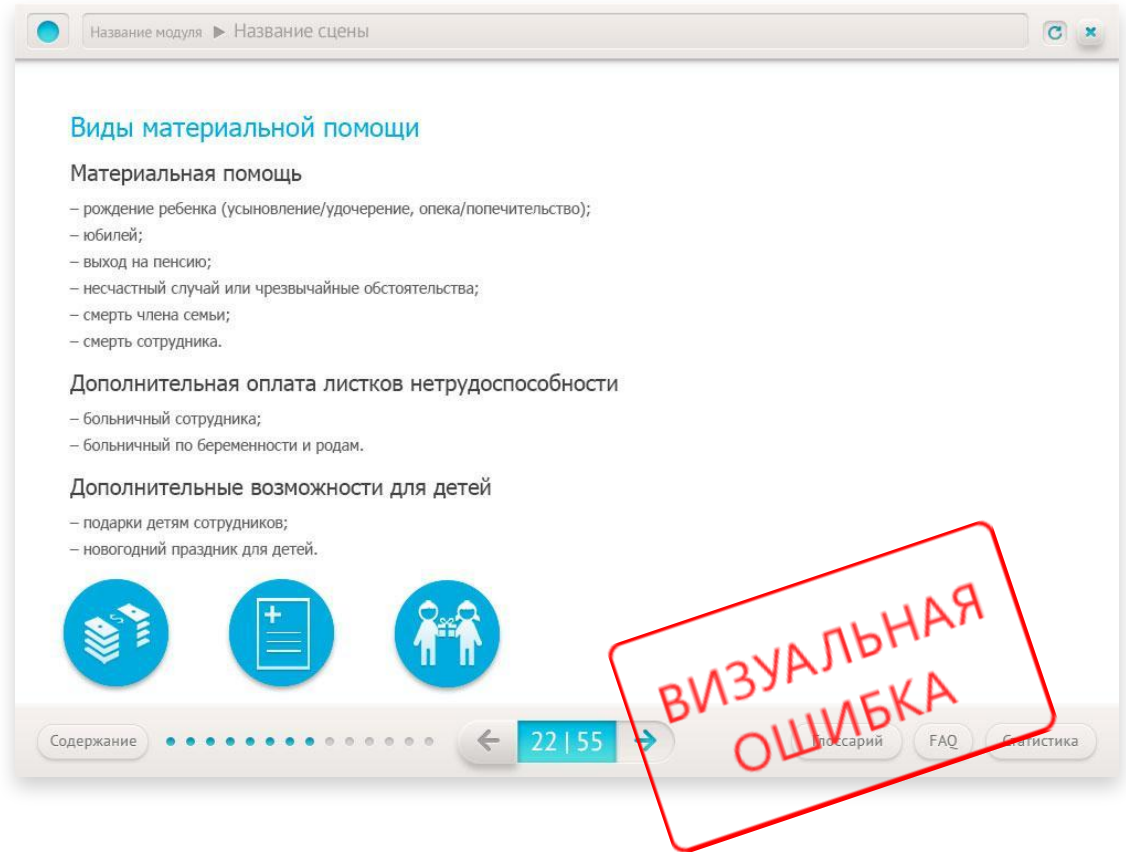 Название модуля ▶ Название сцены
Виды материальной помощи
Материальная помощь
– рождение ребенка (усыновление/удочерение, опека/попечительство);
– юбилей;
– выход на пенсию;
– несчастный случай или чрезвычайные обстоятельства;
– смерть члена семьи;
– смерть сотрудника.
Дополнительная оплата листков нетрудоспособности
– больничный сотрудника;
– больничный по беременности и родам.
Дополнительные возможности для детей
– подарки детям сотрудников;
– новогодний праздник для детей.
ВИЗУАЛЬНАЯ
ОШИБКА
Содержание
22 | 55
Глоссарий
FAQ
Статистика